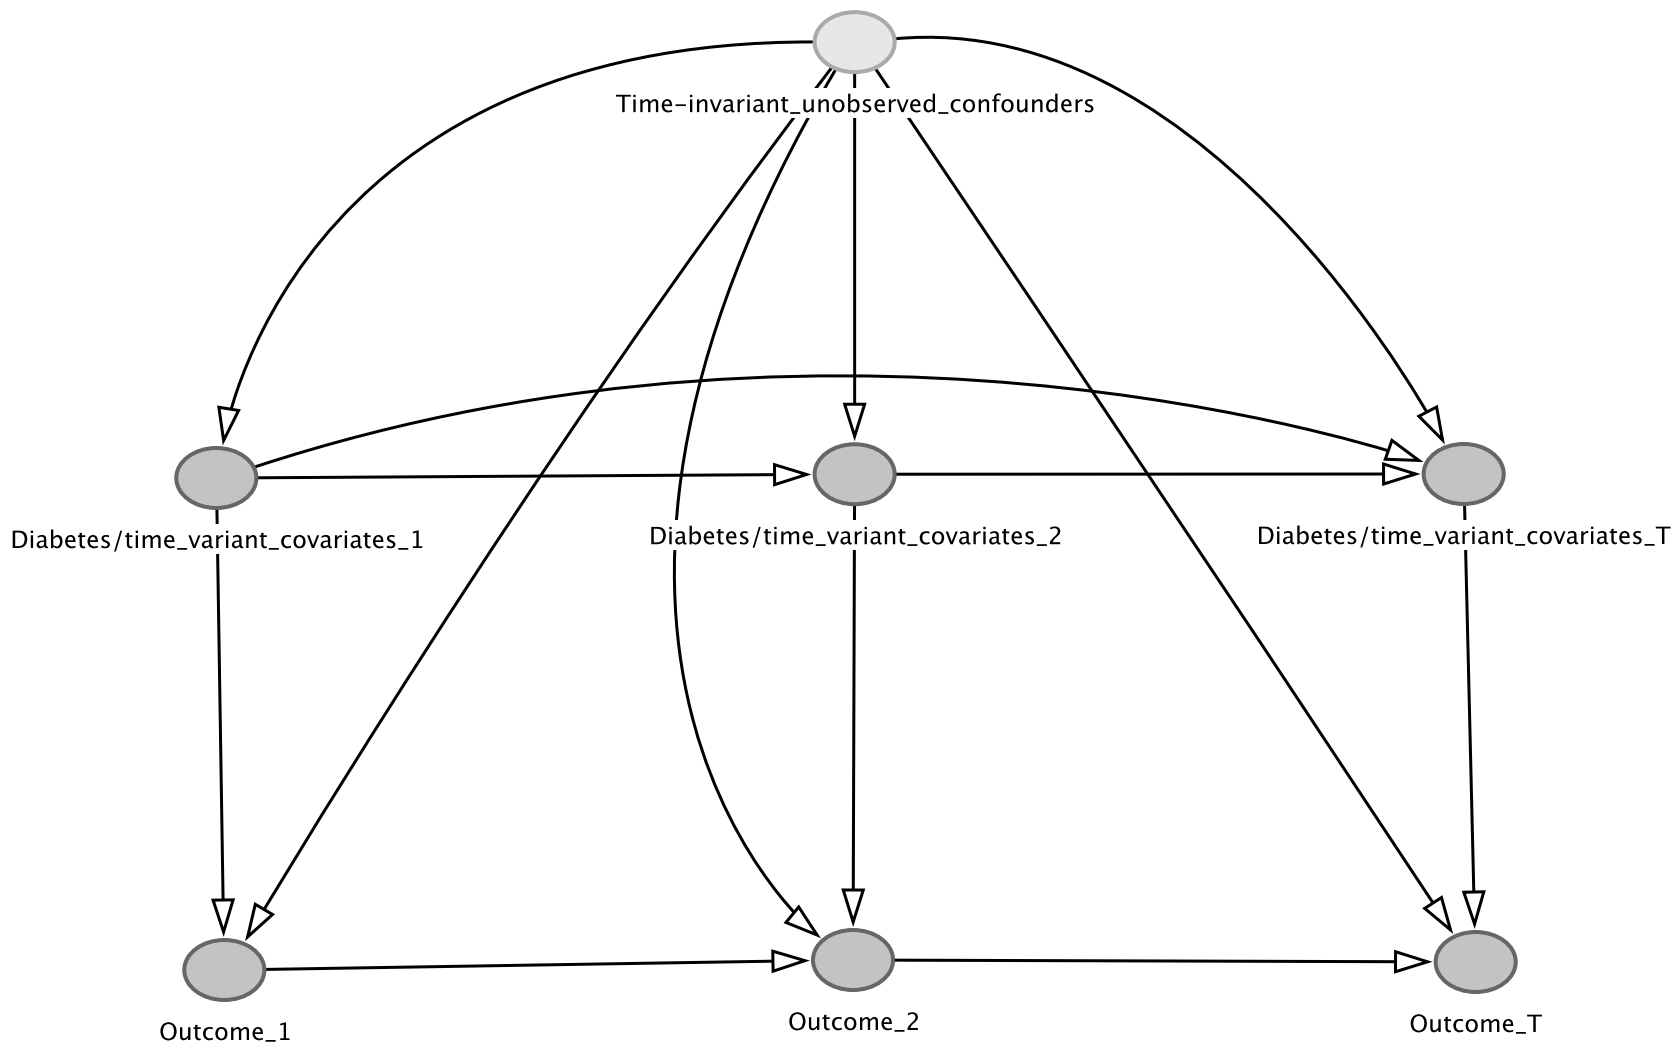 Time-invariant_unobserved_confounders
Diabetes/time_variant_covariates_1
Diabetes/time_variant_covariates_2
Diabetes/time_variant_covariates_T
Outcome_1
Outcome_2
Outcome_T